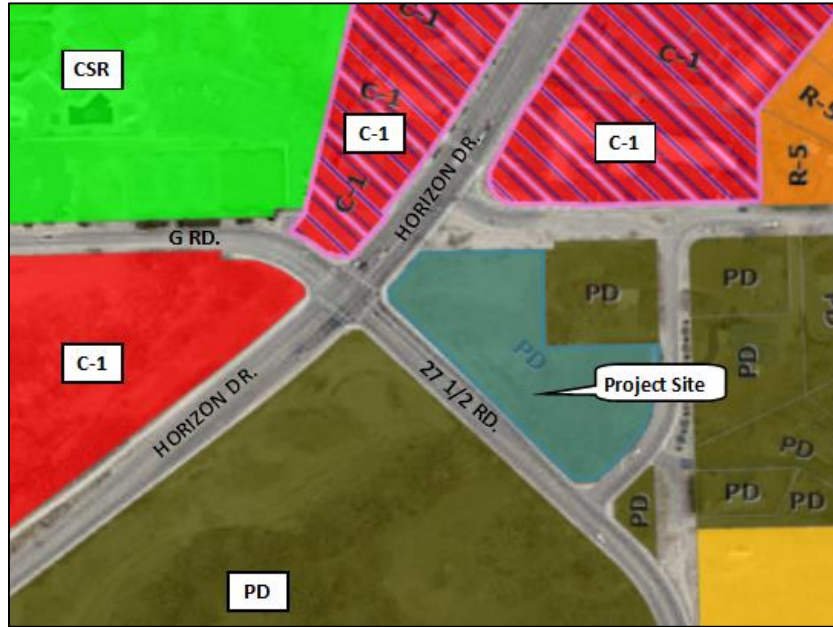 C-1
C-1
CSR
C-1
C-1
C-1
C-1
HORIZON DR.
R-5
G RD.
PD
PD
C-1
PD
PD
27 1/2 RD.
Project Site
HORIZON DR.
PD
PD
PD
PD
PD